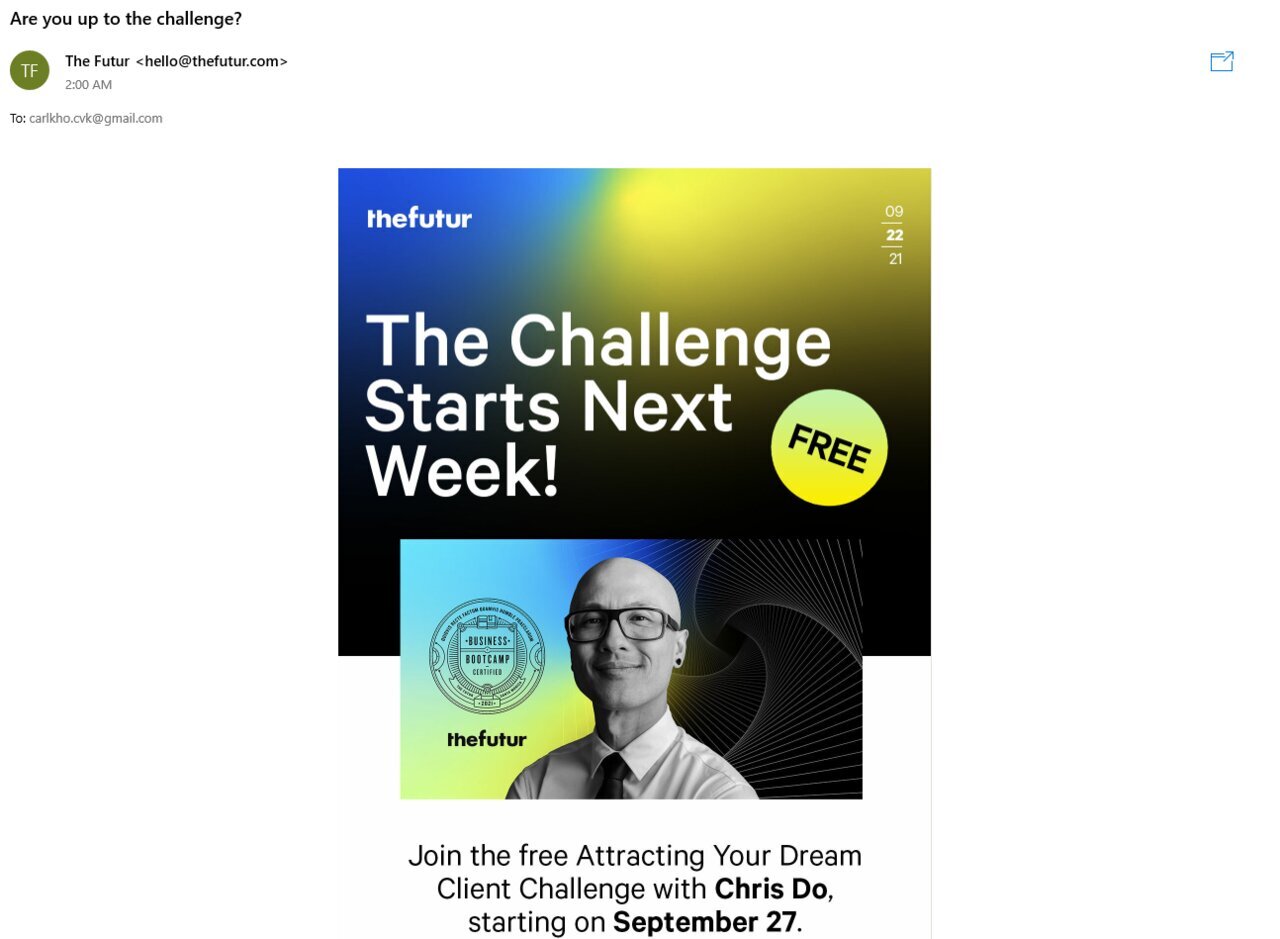 Are you up to the challenge?
TF
The Futur <hello@thefutur.com>
2:00 AM
To: carlkho.cvk@gmail.com
thefutur
09
22
21
The Challenge
Starts Next
Week!
FREE
BUSINESS
BOOTCAMP
CERTIFIED
2021
thefutur
Join the free Attracting Your Dream
Client Challenge with Chris Do,
starting on September 27.